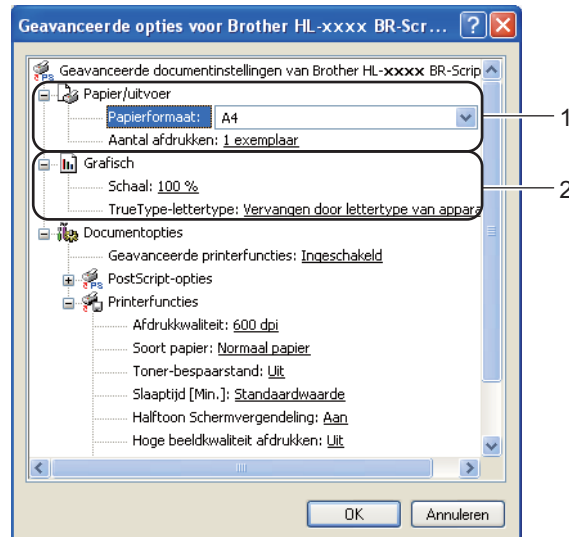 Geavanceerde opties voor Brother HL-xxxx BR-Scr...
Geavanceerde documentinstellingen van Brother HL-xxxx BR-Scrip
Papier/uitvoer
Papierformaat: A4
1
Aantal afdrukken: 1 exemplaar
Grafisch
Schaal: 100 %
2
TrueType-lettertype: Vervangen door lettertype van appara
Documentopties
Geavanceerde printerfuncties: Ingeschakeld
PostScript-opties
Printerfuncties
Afdrukkwaliteit: 600 dpi
Soort papier: Normaal papier
Toner-bespaarstand: Uit
Slaaptijd [Min.]: Standaardwaarde
Halftoon Schermvergendeling: Aan
Hoge beeldkwaliteit afdrukken: Uit
OK Annuleren